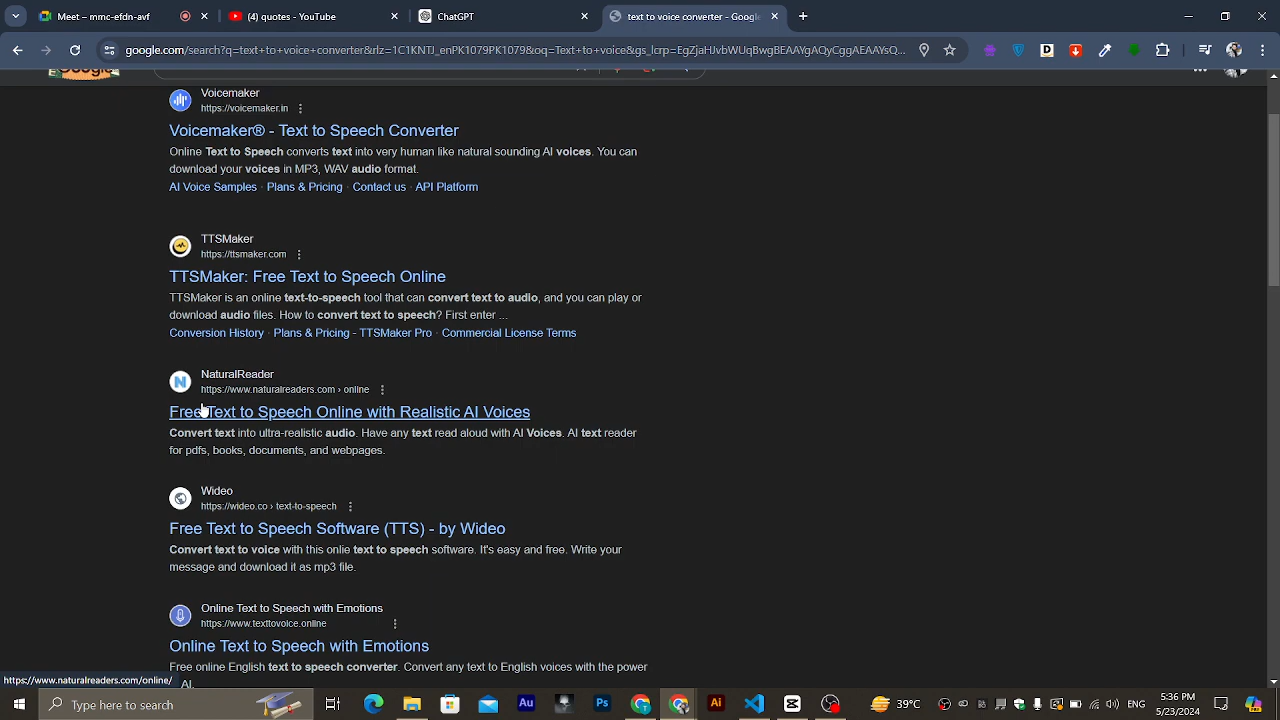 Meet – mmc-efdn-avf
(4) quotes - YouTube
ChatGPT
text to voice converter - Google
google.com/search?q=text+to+voice+converter&rlz=1C1KNTJ_enPK1079PK1079&oq=Text+to+voice&gs_lcrp=EgZjaHJvbWUqBwgBEAAYgAQyCggAEAAYsQ...
Voicemaker
https://voicemaker.in
Voicemaker® - Text to Speech Converter
Online Text to Speech converts text into very human like natural sounding AI voices. You can
download your voices in MP3, WAV audio format.
AI Voice Samples · Plans & Pricing · Contact us · API Platform
TTSMaker
https://ttsmaker.com
TTSMaker: Free Text to Speech Online
TTSMaker is an online text-to-speech tool that can convert text to audio, and you can play or
download audio files. How to convert text to speech? First enter ...
Conversion History · Plans & Pricing - TTSMaker Pro · Commercial License Terms
NaturalReader
https://www.naturalreaders.com › online
Free Text to Speech Online with Realistic AI Voices
Convert text into ultra-realistic audio. Have any text read aloud with AI Voices. AI text reader
for pdfs, books, documents, and webpages.
Wideo
https://wideo.co › text-to-speech
Free Text to Speech Software (TTS) - by Wideo
Convert text to voice with this onlie text to speech software. It's easy and free. Write your
message and download it as mp3 file.
Online Text to Speech with Emotions
https://www.texttovoice.online
Online Text to Speech with Emotions
Free online English text to speech converter. Convert any text to English voices with the power
AI.
https://www.naturalreaders.com/online/
Type here to search
Au
Ps
Ai
39°C
ENG
5:36 PM
5/23/2024